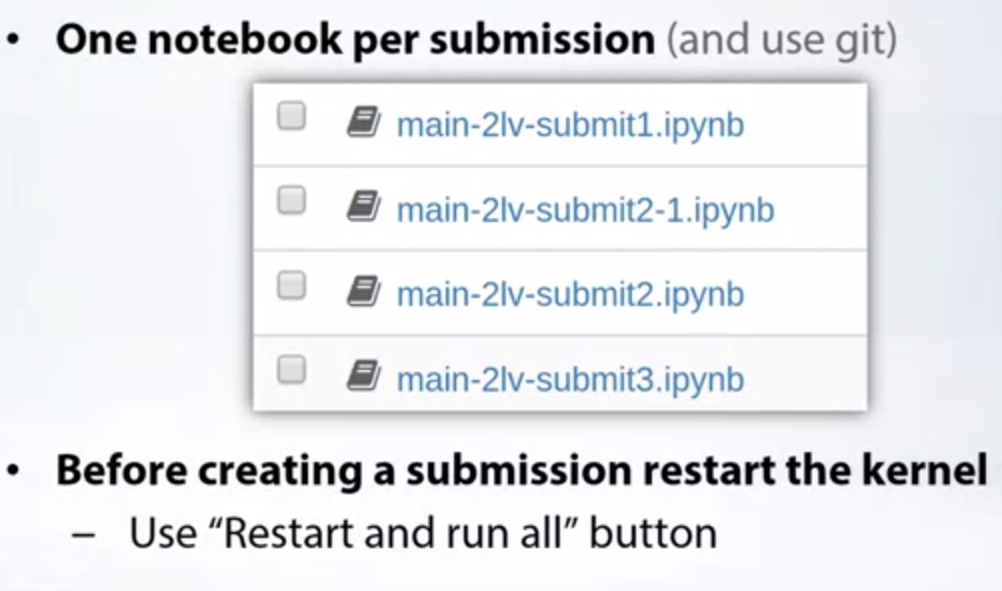 • One notebook per submission (and use git)
main-2lv-submit1.ipynb
main-2lv-submit2-1.ipynb
main-2lv-submit2.ipynb
main-2lv-submit3.ipynb
• Before creating a submission restart the kernel
– Use “Restart and run all” button